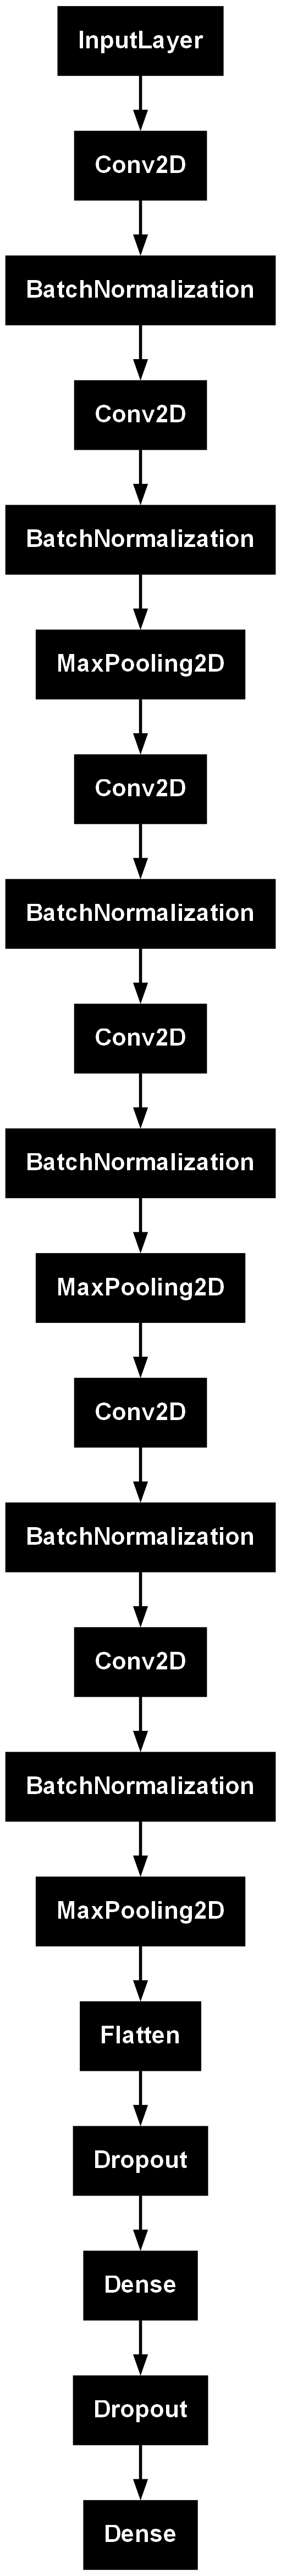 InputLayer
Conv2D
BatchNormalization
Conv2D
BatchNormalization
MaxPooling2D
Conv2D
BatchNormalization
Conv2D
BatchNormalization
MaxPooling2D
Conv2D
BatchNormalization
Conv2D
BatchNormalization
MaxPooling2D
Flatten
Dropout
Dense
Dropout
Dense